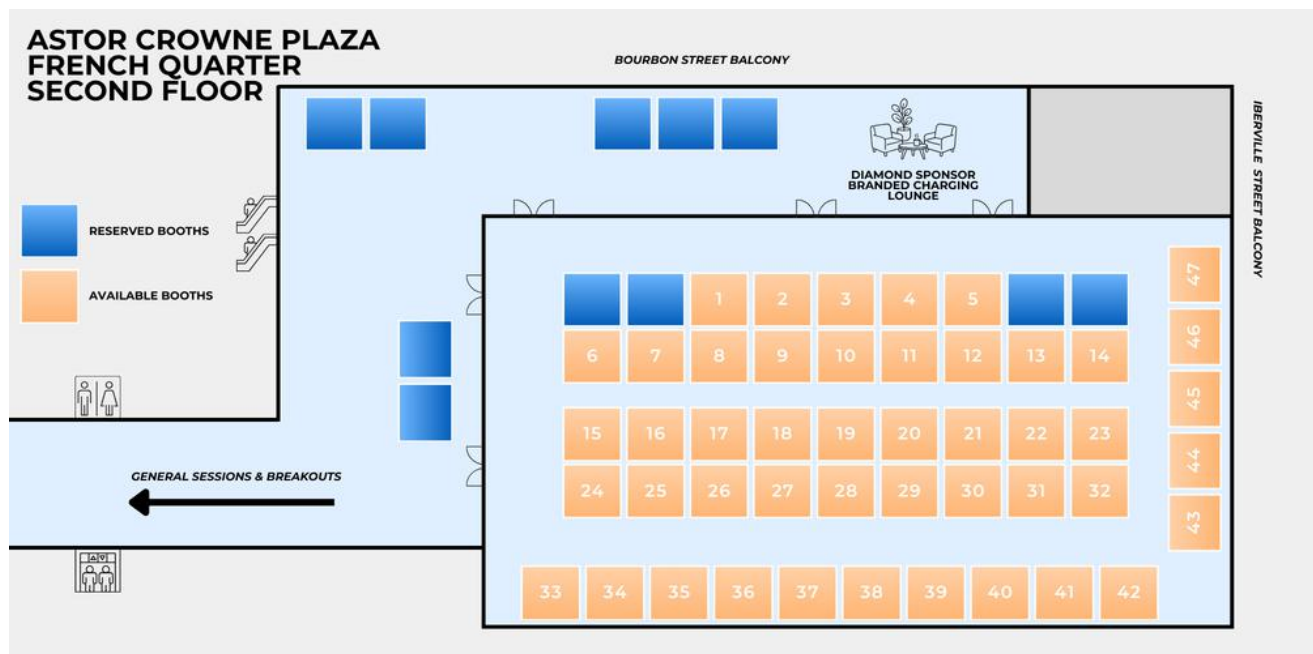 ASTOR CROWNE PLAZA
FRENCH QUARTER
SECOND FLOOR
BOURBON STREET BALCONY
IBERVILLE STREET BALCONY
DIAMOND SPONSOR
BRANDED CHARGING
LOUNGE
RESERVED BOOTHS
AVAILABLE BOOTHS
47
1 2 3 4 5
46
6 7 8 9 10 11 12 13 14
45
15 16 17 18 19 20 21 22 23
44
GENERAL SESSIONS & BREAKOUTS
24 25 26 27 28 29 30 31 32
43
33 34 35 36 37 38 39 40 41 42